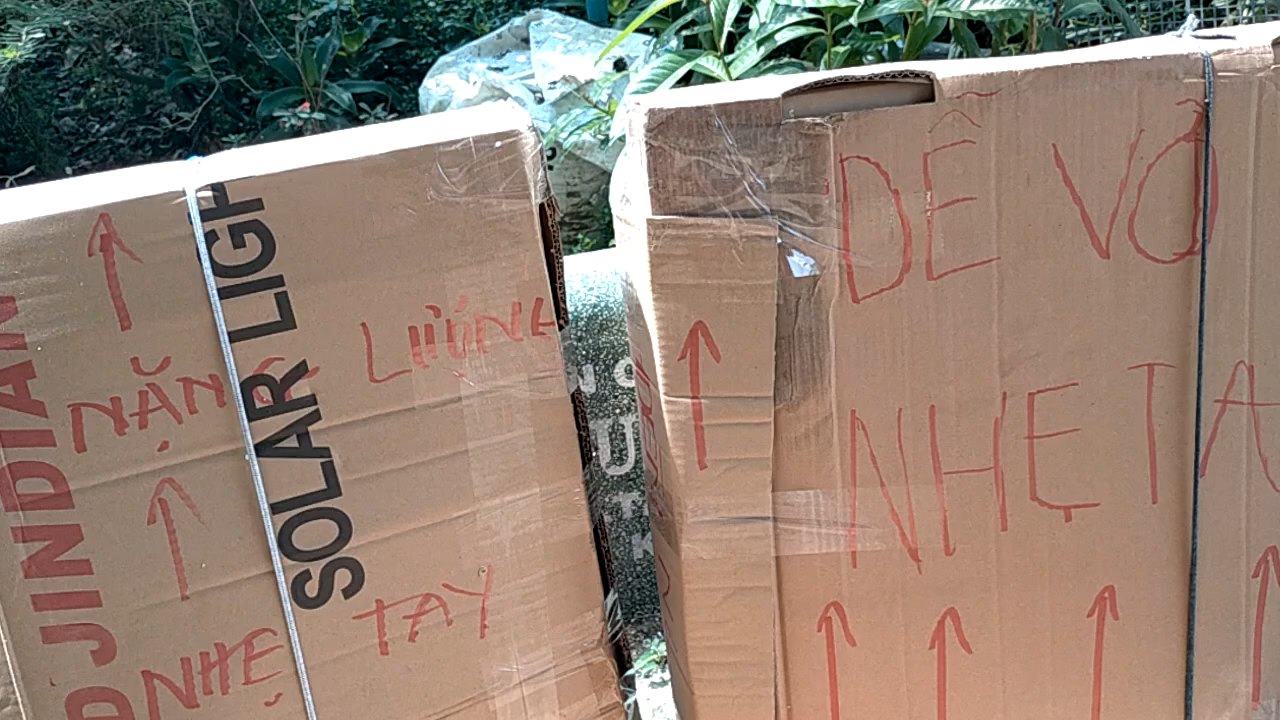 JINDIAN
SOLAR LIGH
NẶNG LƯỢNG
NHẸ TAY
DỄ VỠ
NHẸ TA